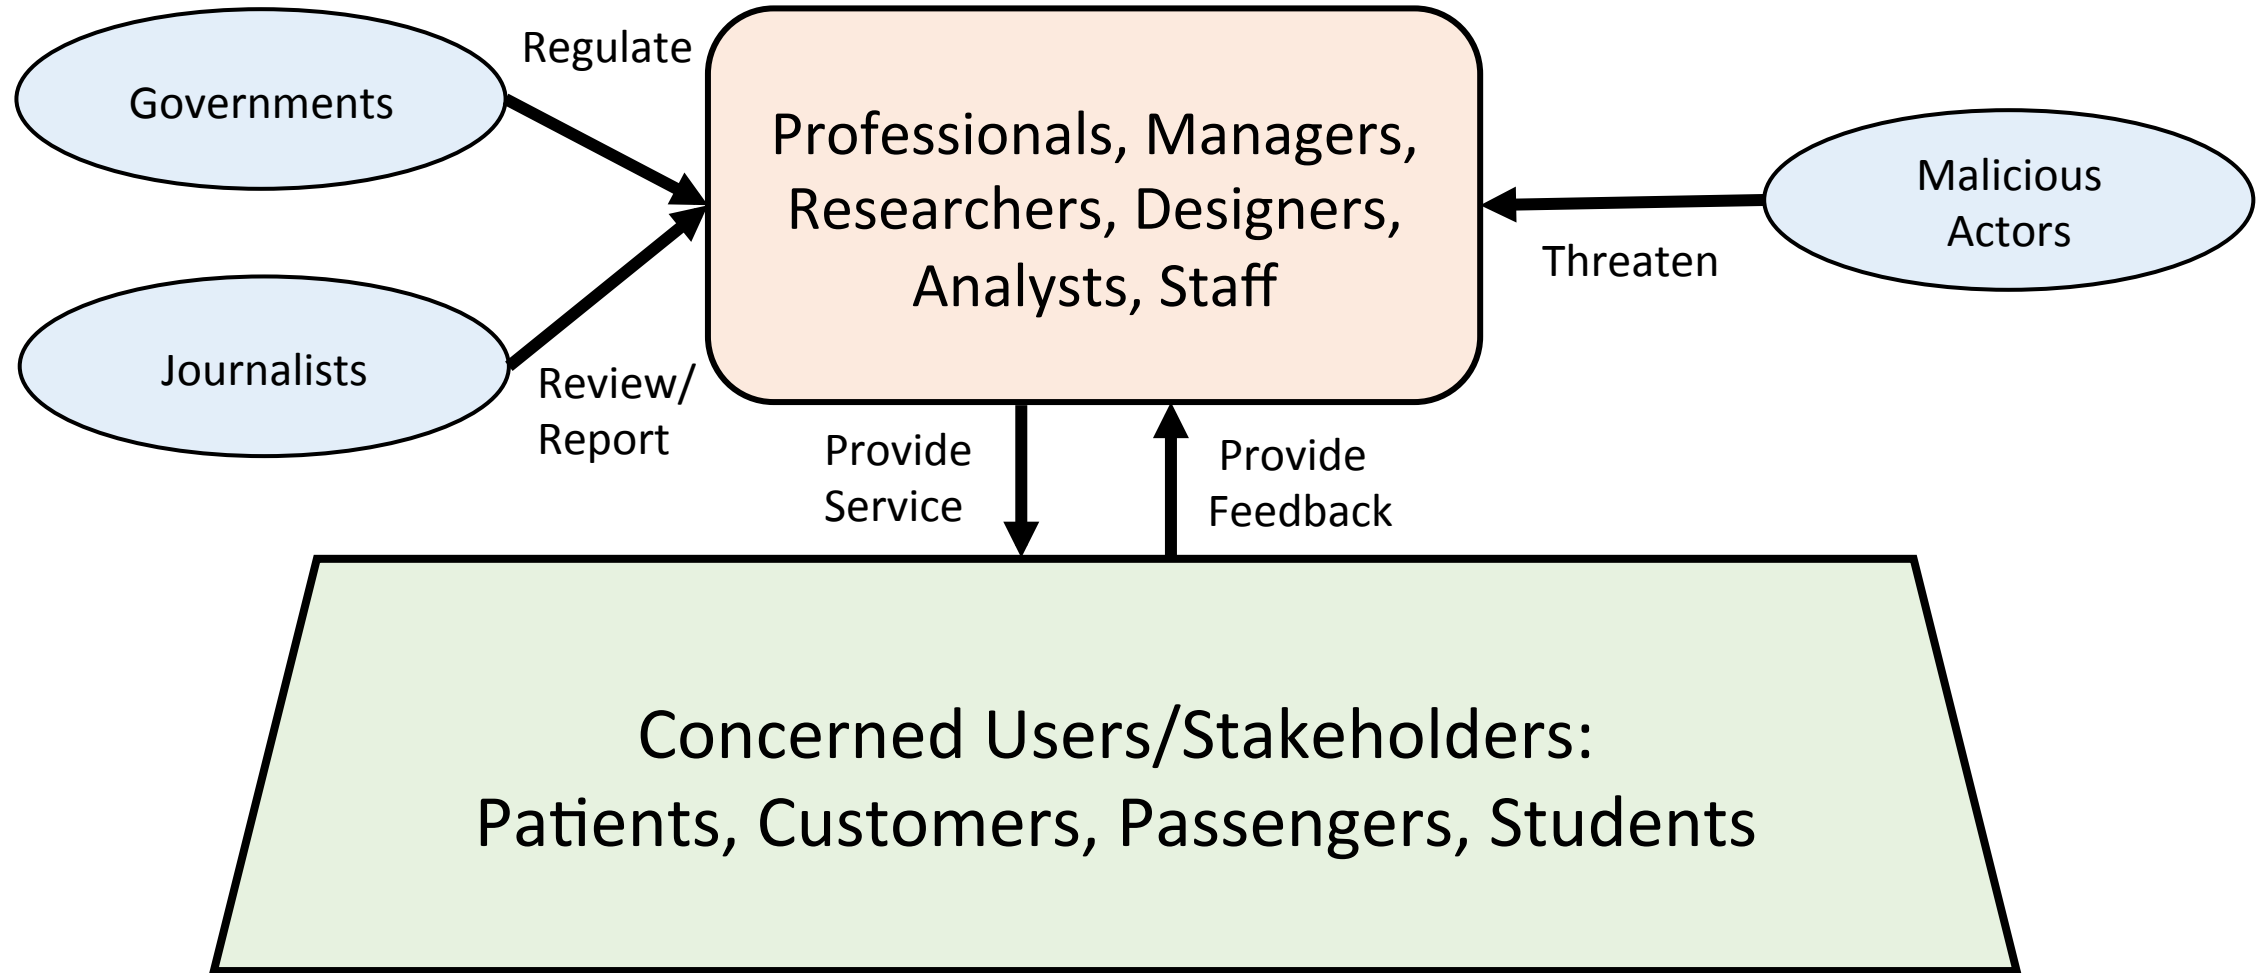 Governments
Regulate
Professionals, Managers,
Researchers, Designers,
Analysts, Staff
Malicious
Actors
Threaten
Journalists
Review/
Report
Provide
Service
Provide
Feedback
Concerned Users/Stakeholders:
Patients, Customers, Passengers, Students